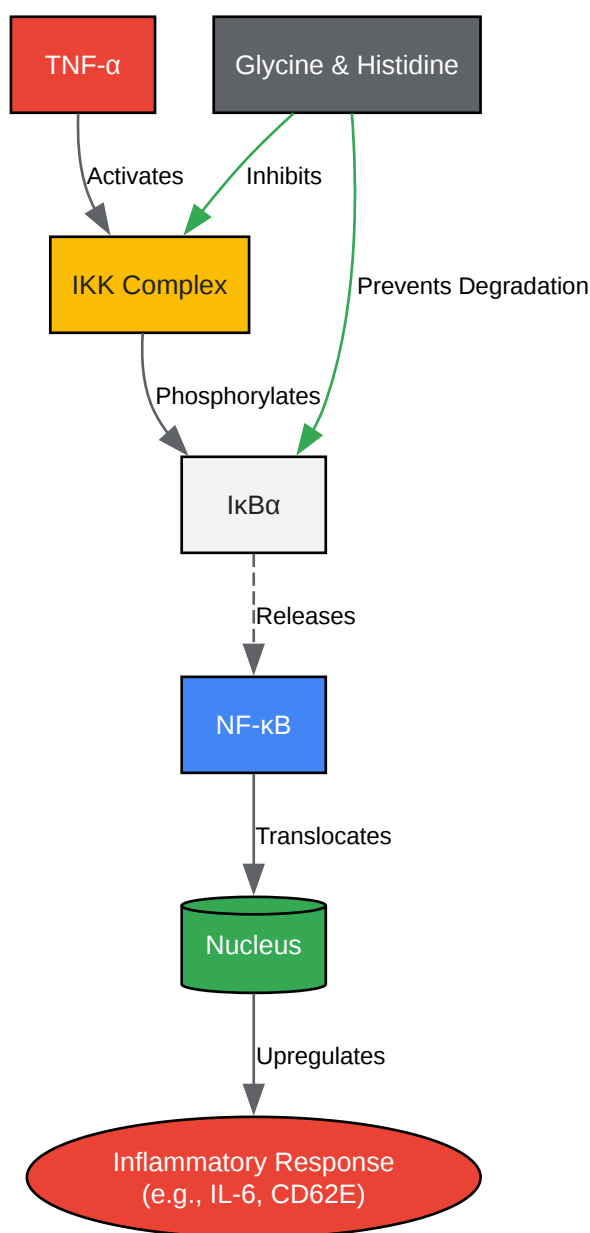 TNF-α
Glycine & Histidine
Activates
Inhibits
IKK Complex
Prevents Degradation
Phosphorylates
IκBα
Releases
NF-κB
Translocates
Nucleus
Upregulates
Inflammatory Response
(e.g., IL-6, CD62E)